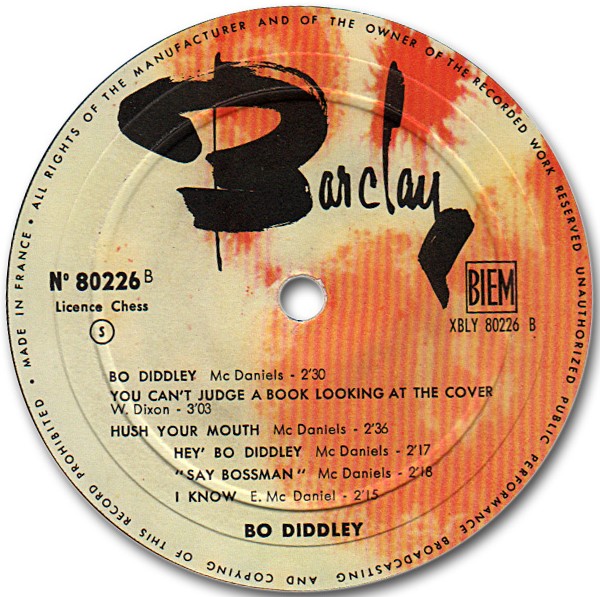 • MADE IN FRANCE • ALL RIGHTS OF THE MANUFACTURER AND OF THE OWNER OF THE RECORDED WORK RESERVED UNAUTHORIZED PUBLIC PERFORMANCE BROADCASTING AND COPYING OF THIS RECORD PROHIBITED
Barclay
Nº 80226 B
Licence Chess
S
BIEM
XBLY 80226 B
BO DIDDLEY Mc Daniels - 2'30
YOU CAN'T JUDGE A BOOK LOOKING AT THE COVER
W. Dixon - 3'03
HUSH YOUR MOUTH Mc Daniels - 2'36
HEY' BO DIDDLEY Mc Daniels - 2'17
"SAY BOSSMAN" Mc Daniels - 2'18
I KNOW E. Mc Daniel - 2'15
BO DIDDLEY